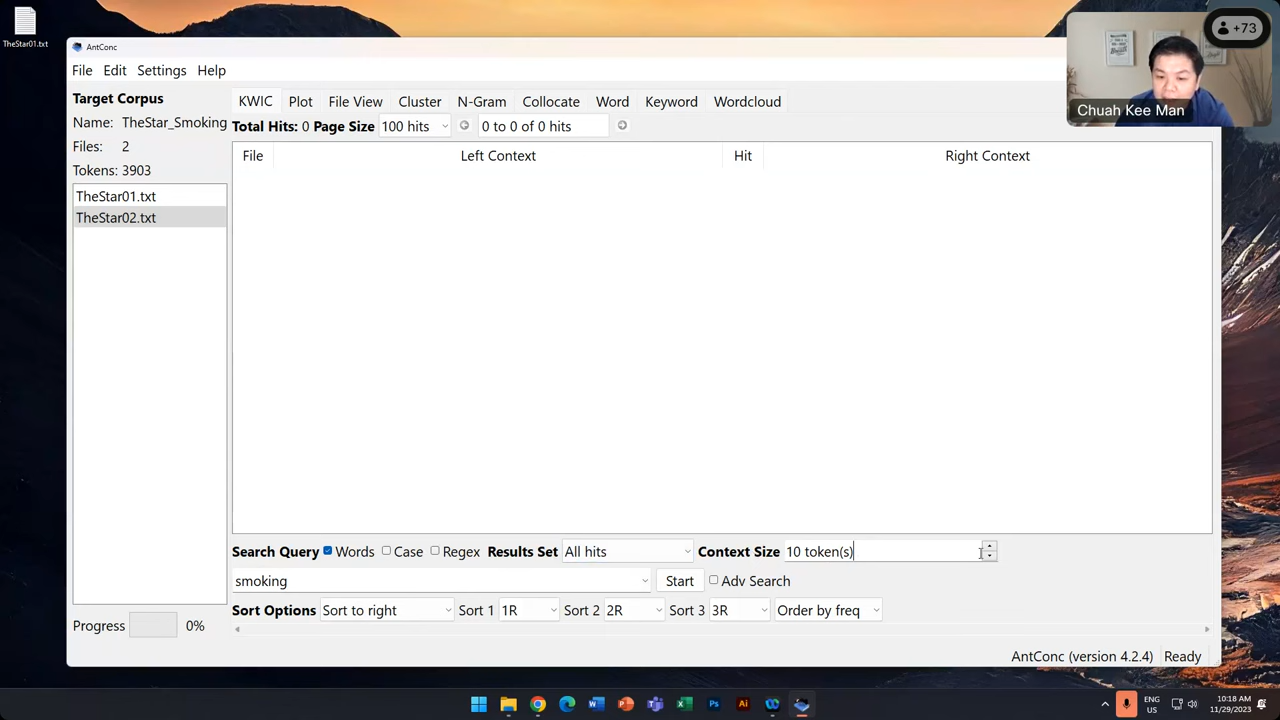 TheStar01.txt
AntConc
+73
File Edit Settings Help
Chuah Kee Man
Target Corpus
Name: TheStar_Smoking
Files: 2
Tokens: 3903
TheStar01.txt
TheStar02.txt
Progress 0%
KWIC Plot File View Cluster N-Gram Collocate Word Keyword Wordcloud
Total Hits: 0 Page Size 100 hits 0 to 0 of 0 hits
File Left Context Hit Right Context
Search Query Words Case Regex Results Set All hits Context Size 10 token(s)
smoking Start Adv Search
Sort Options Sort to right Sort 1 1R Sort 2 2R Sort 3 3R Order by freq
AntConc (version 4.2.4) Ready
ENG
US
10:18 AM
11/29/2023